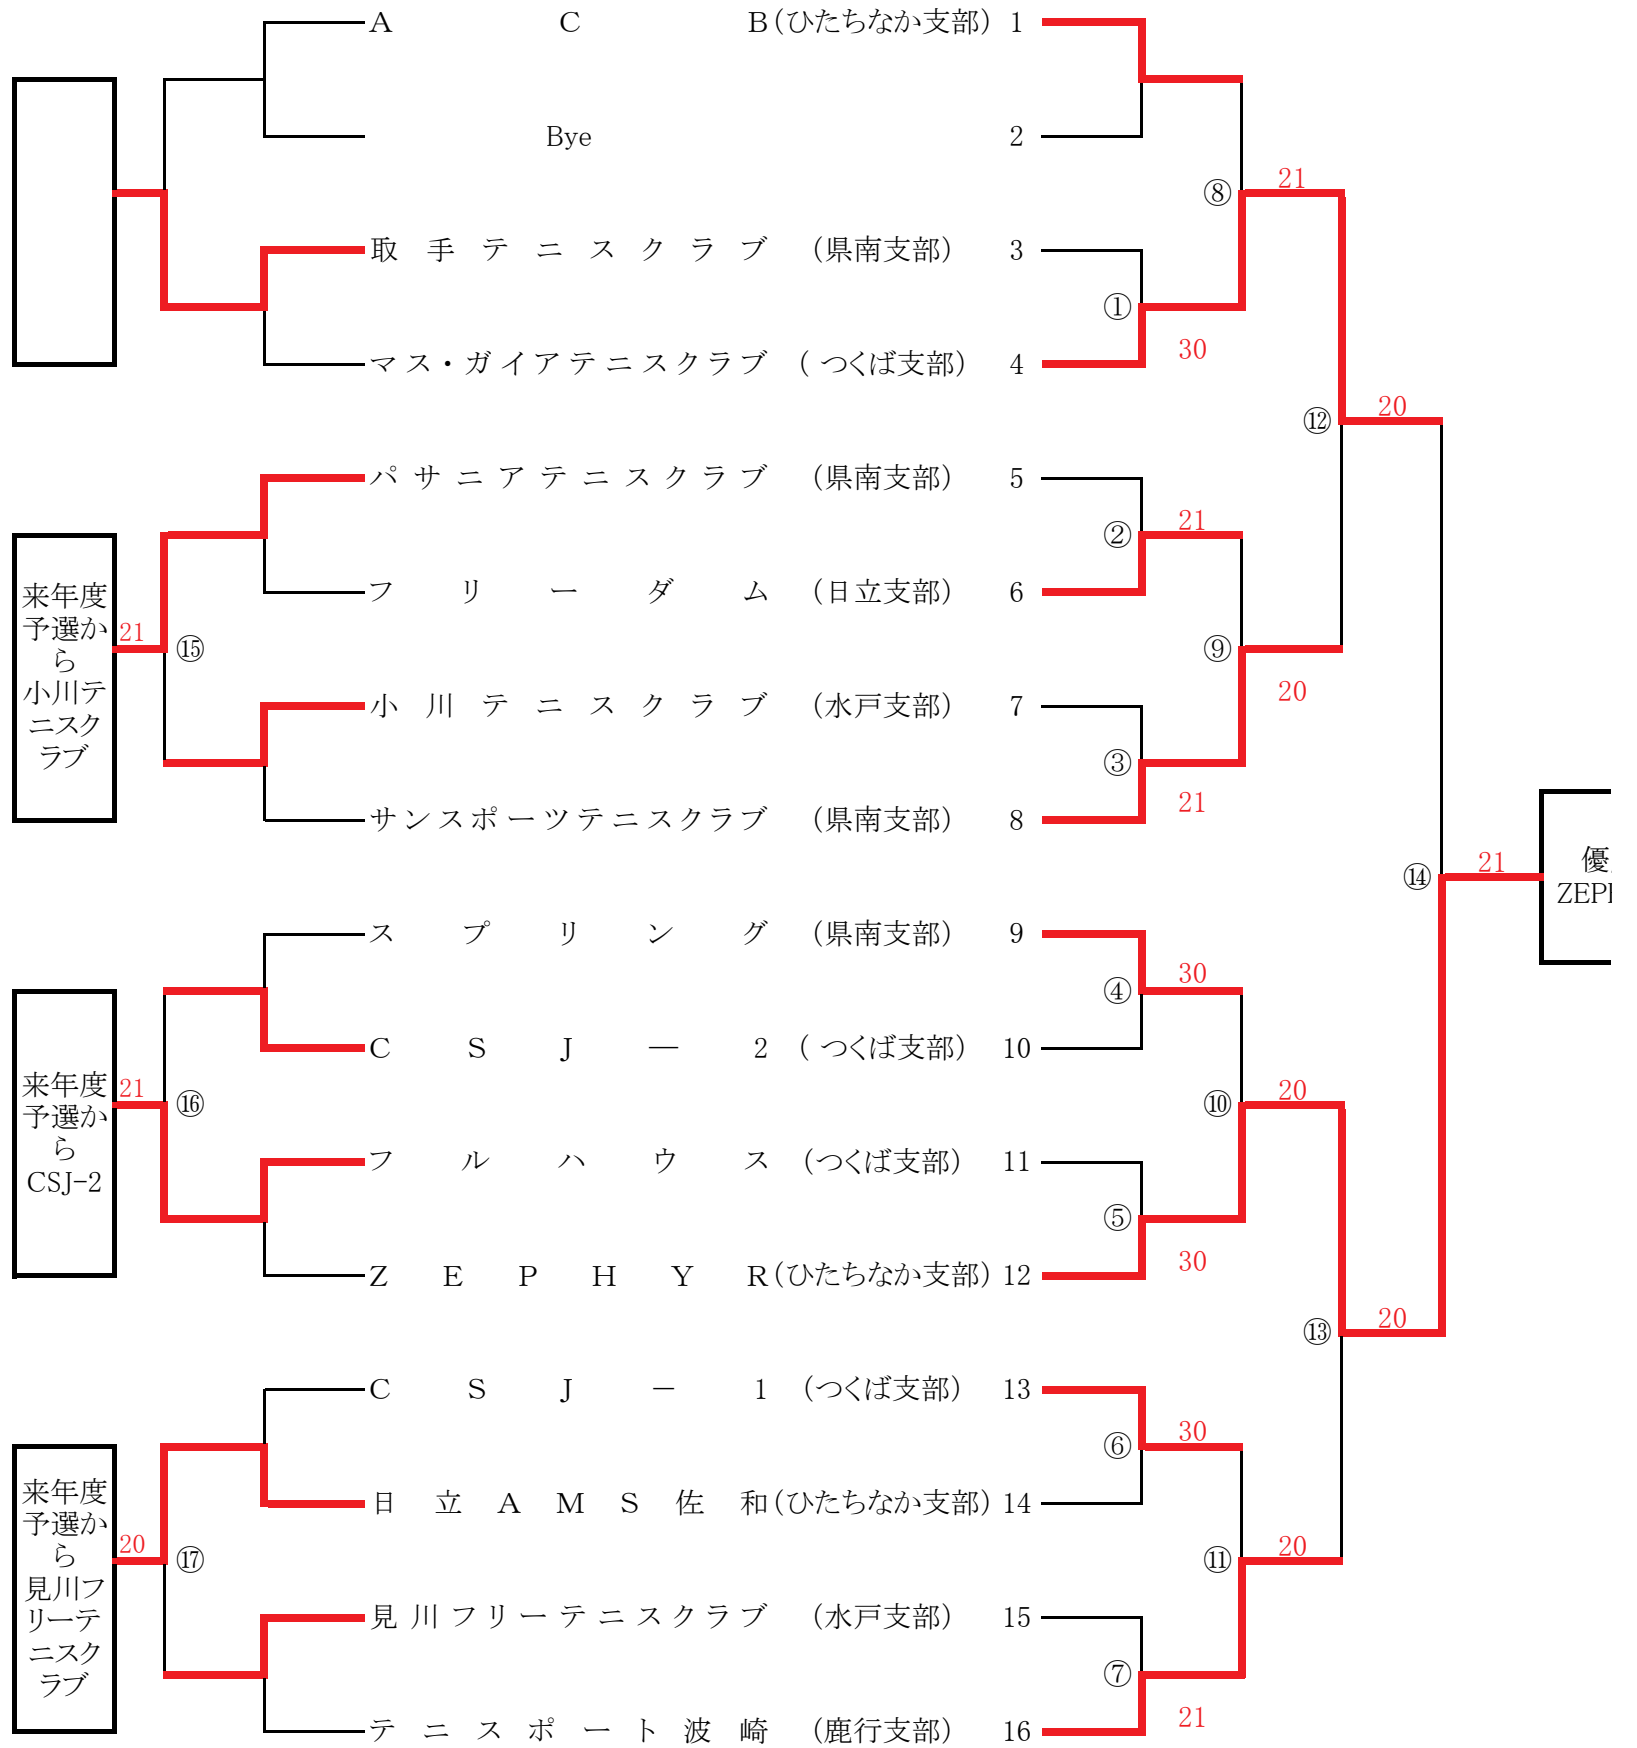 A C B(ひたちなか支部) 1
Bye 2
⑧ 21
取手テニスクラブ (県南支部) 3
① 30
マス・ガイアテニスクラブ (つくば支部) 4
⑫ 20
パサニアテニスクラブ (県南支部) 5
② 21
フリーダム (日立支部) 6
来年度
予選か
ら
小川テ
ニスク
ラブ
21 ⑮
⑨ 20
小川テニスクラブ (水戸支部) 7
③ 21
サンスポーツテニスクラブ (県南支部) 8
⑭ 21
優
ZEP
スプリング (県南支部) 9
④ 30
CSJ―2 (つくば支部) 10
来年度
予選か
ら
CSJ-2
21 ⑯
⑩ 20
フルハウス (つくば支部) 11
⑤ 30
ZEPHYR(ひたちなか支部) 12
⑬ 20
CSJ－1 (つくば支部) 13
⑥ 30
日立AMS佐和(ひたちなか支部) 14
来年度
予選か
ら
見川フ
リーテ
ニスク
ラブ
20 ⑰
⑪ 20
見川フリーテニスクラブ (水戸支部) 15
⑦ 21
テニスポート波崎 (鹿行支部) 16